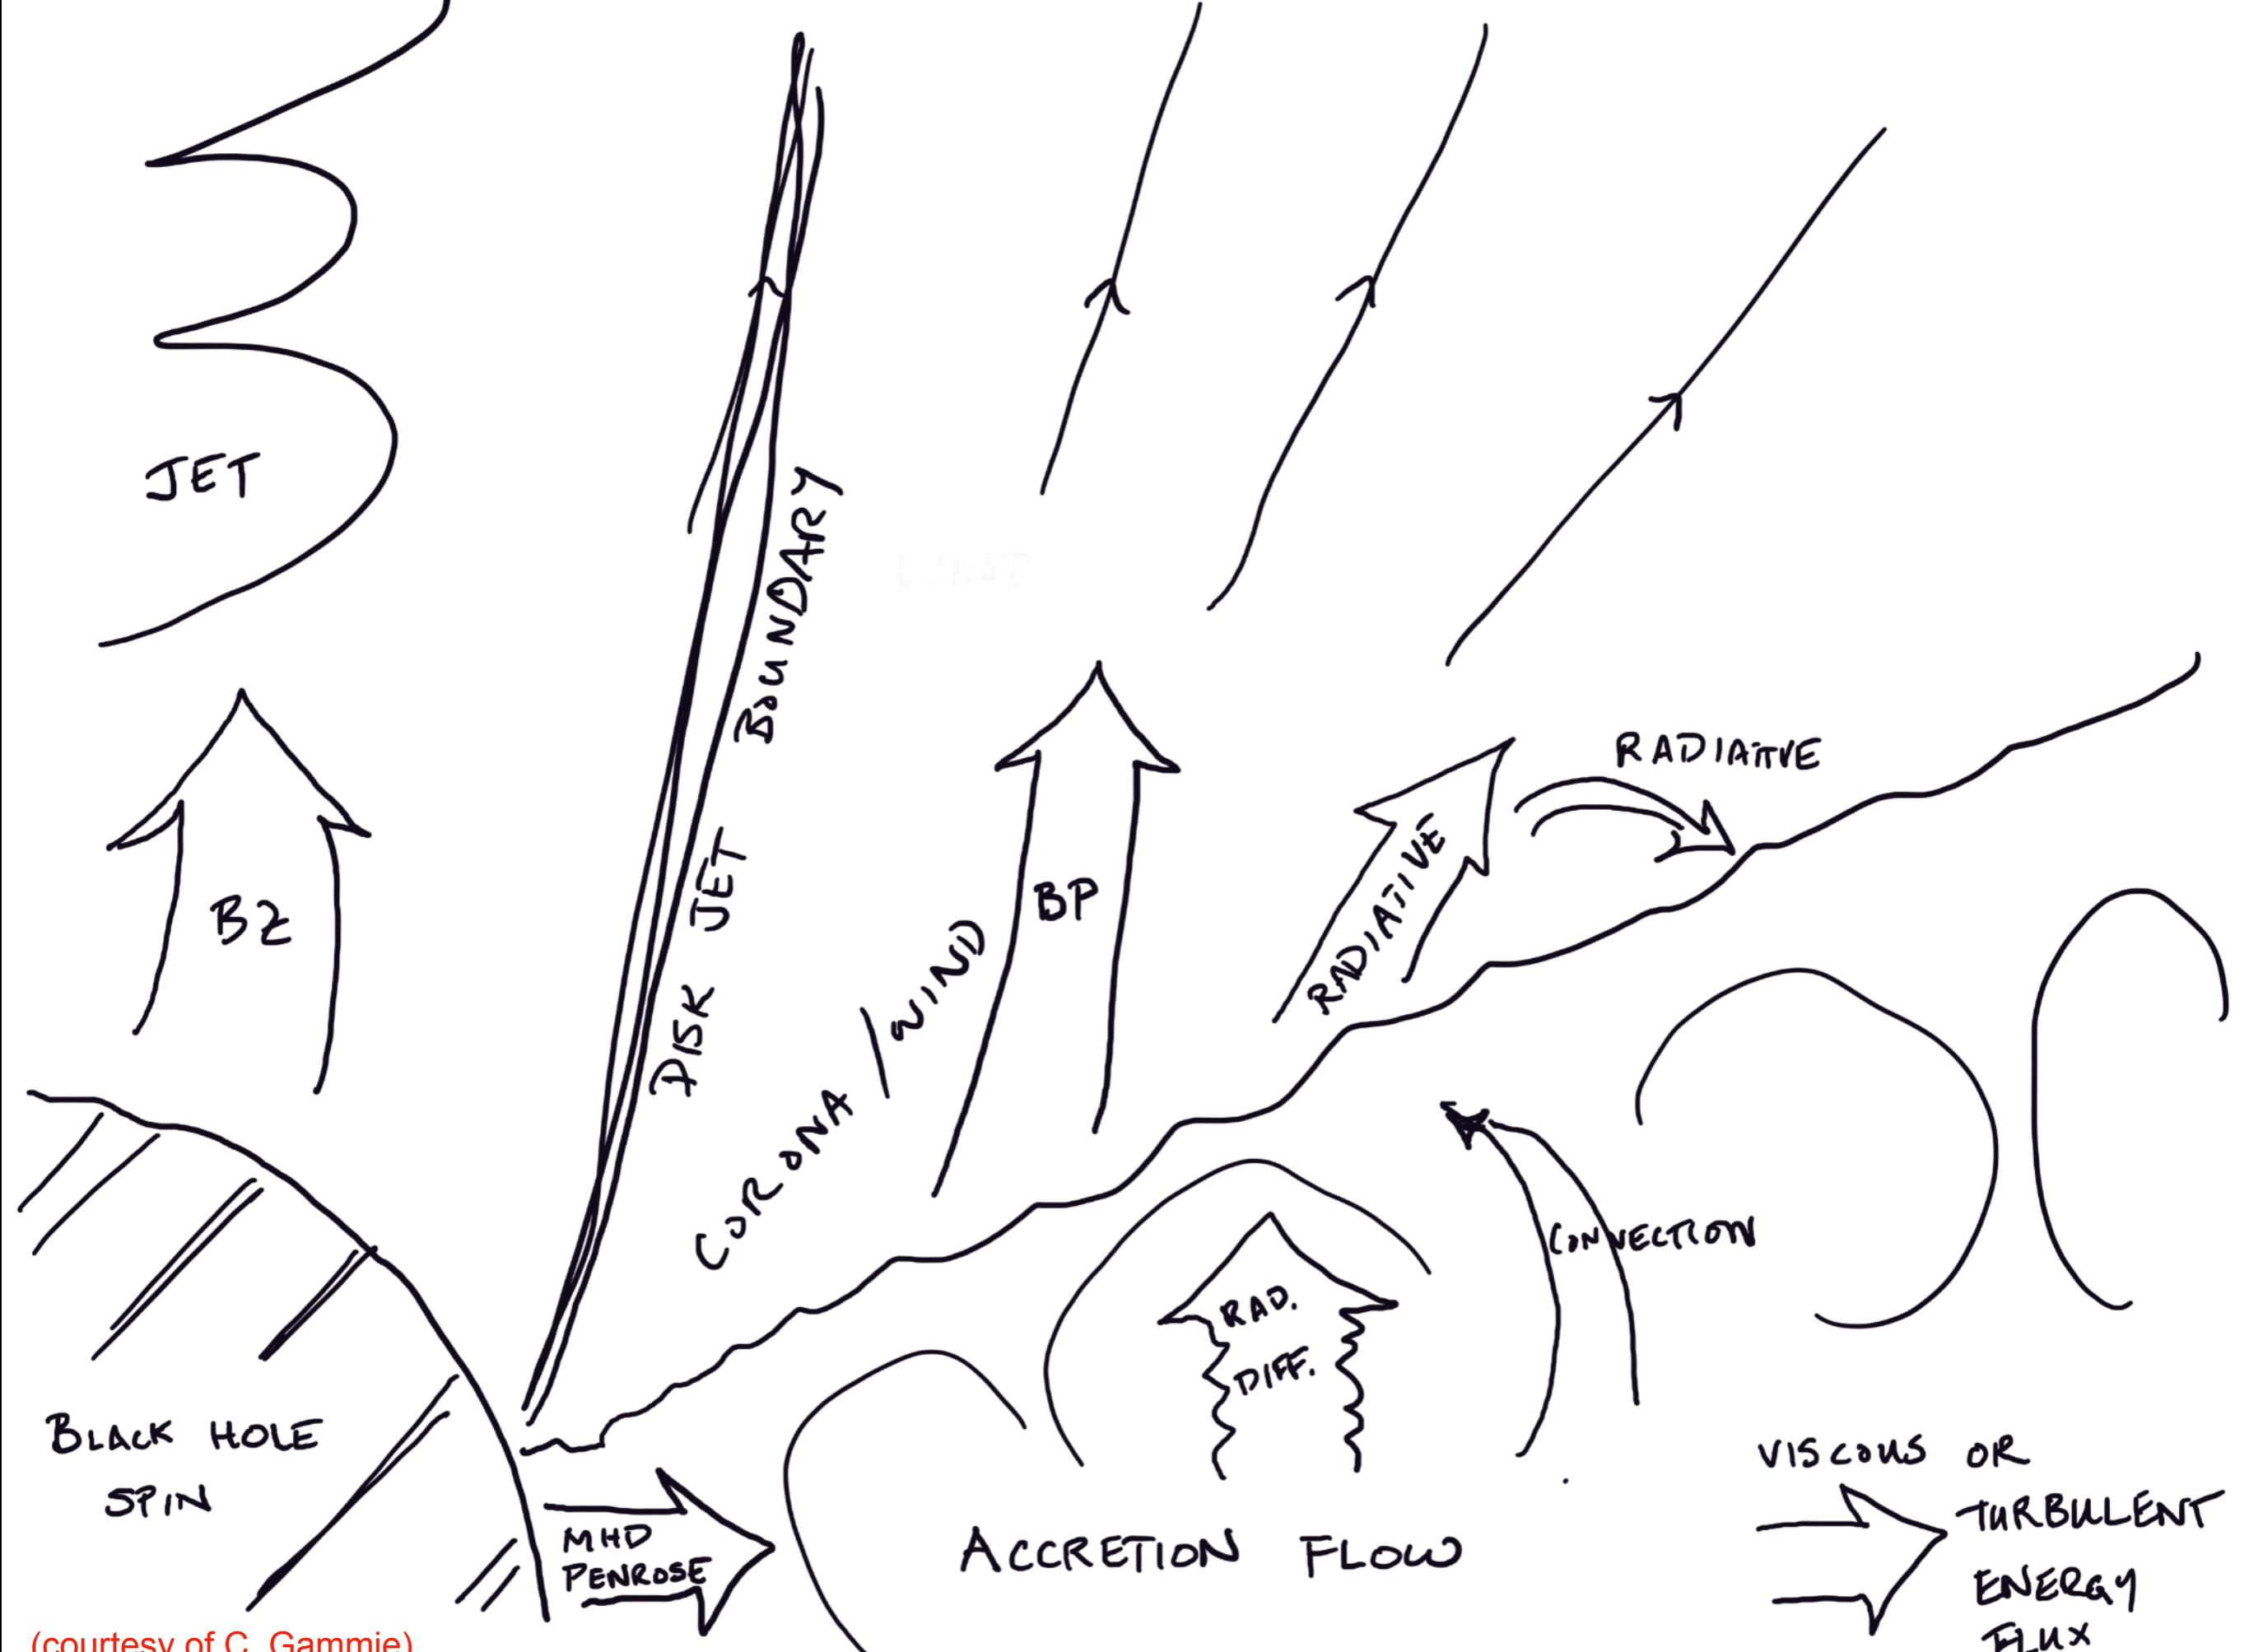 JET
BZ
BLACK HOLE
SPIN
DISK JET BOUNDARY
CORONA / WIND
BP
RADIATIVE
RADIATIVE
CONVECTION
RAD.
DIFF.
MHD
PENROSE
ACCRETION FLOW
VISCOUS OR
TURBULENT
ENERGY
FLUX
(courtesy of C. Gammie)